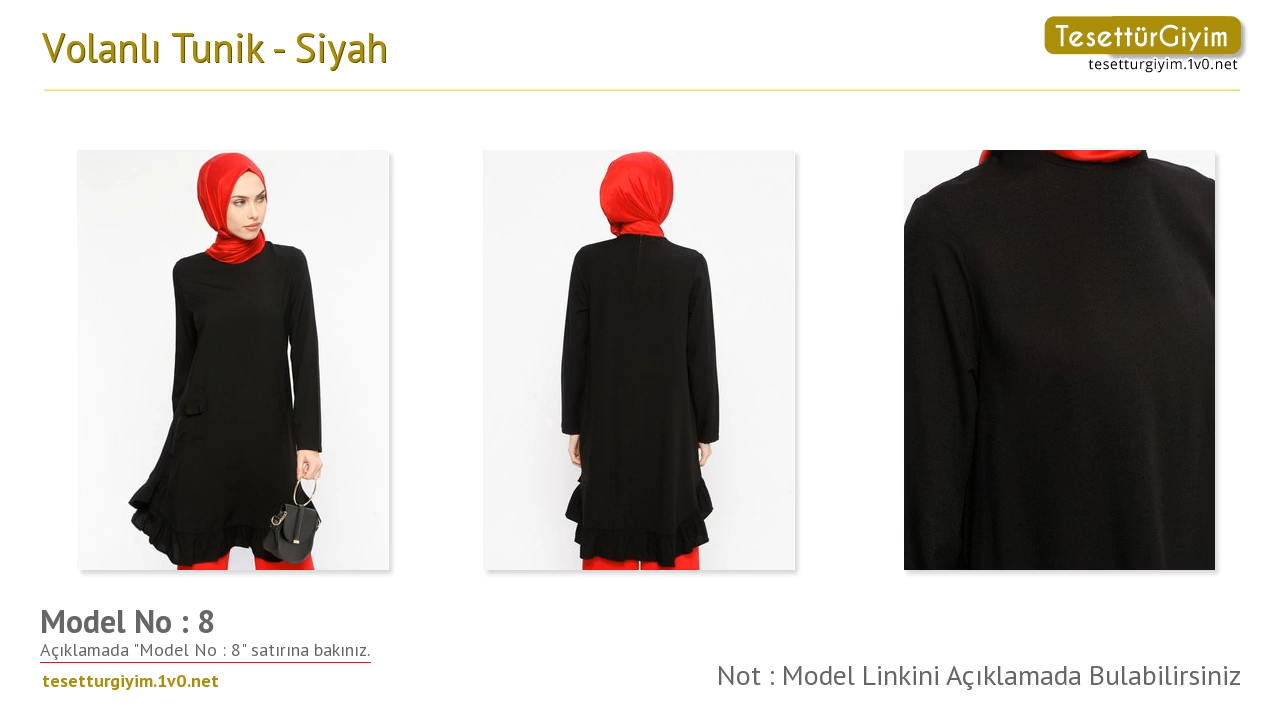 Volanlı Tunik - Siyah
TesettürGiyim
tesetturgiyim.1v0.net
Model No : 8
Açıklamada "Model No : 8" satırına bakınız.
tesetturgiyim.1v0.net
Not : Model Linkini Açıklamada Bulabilirsiniz